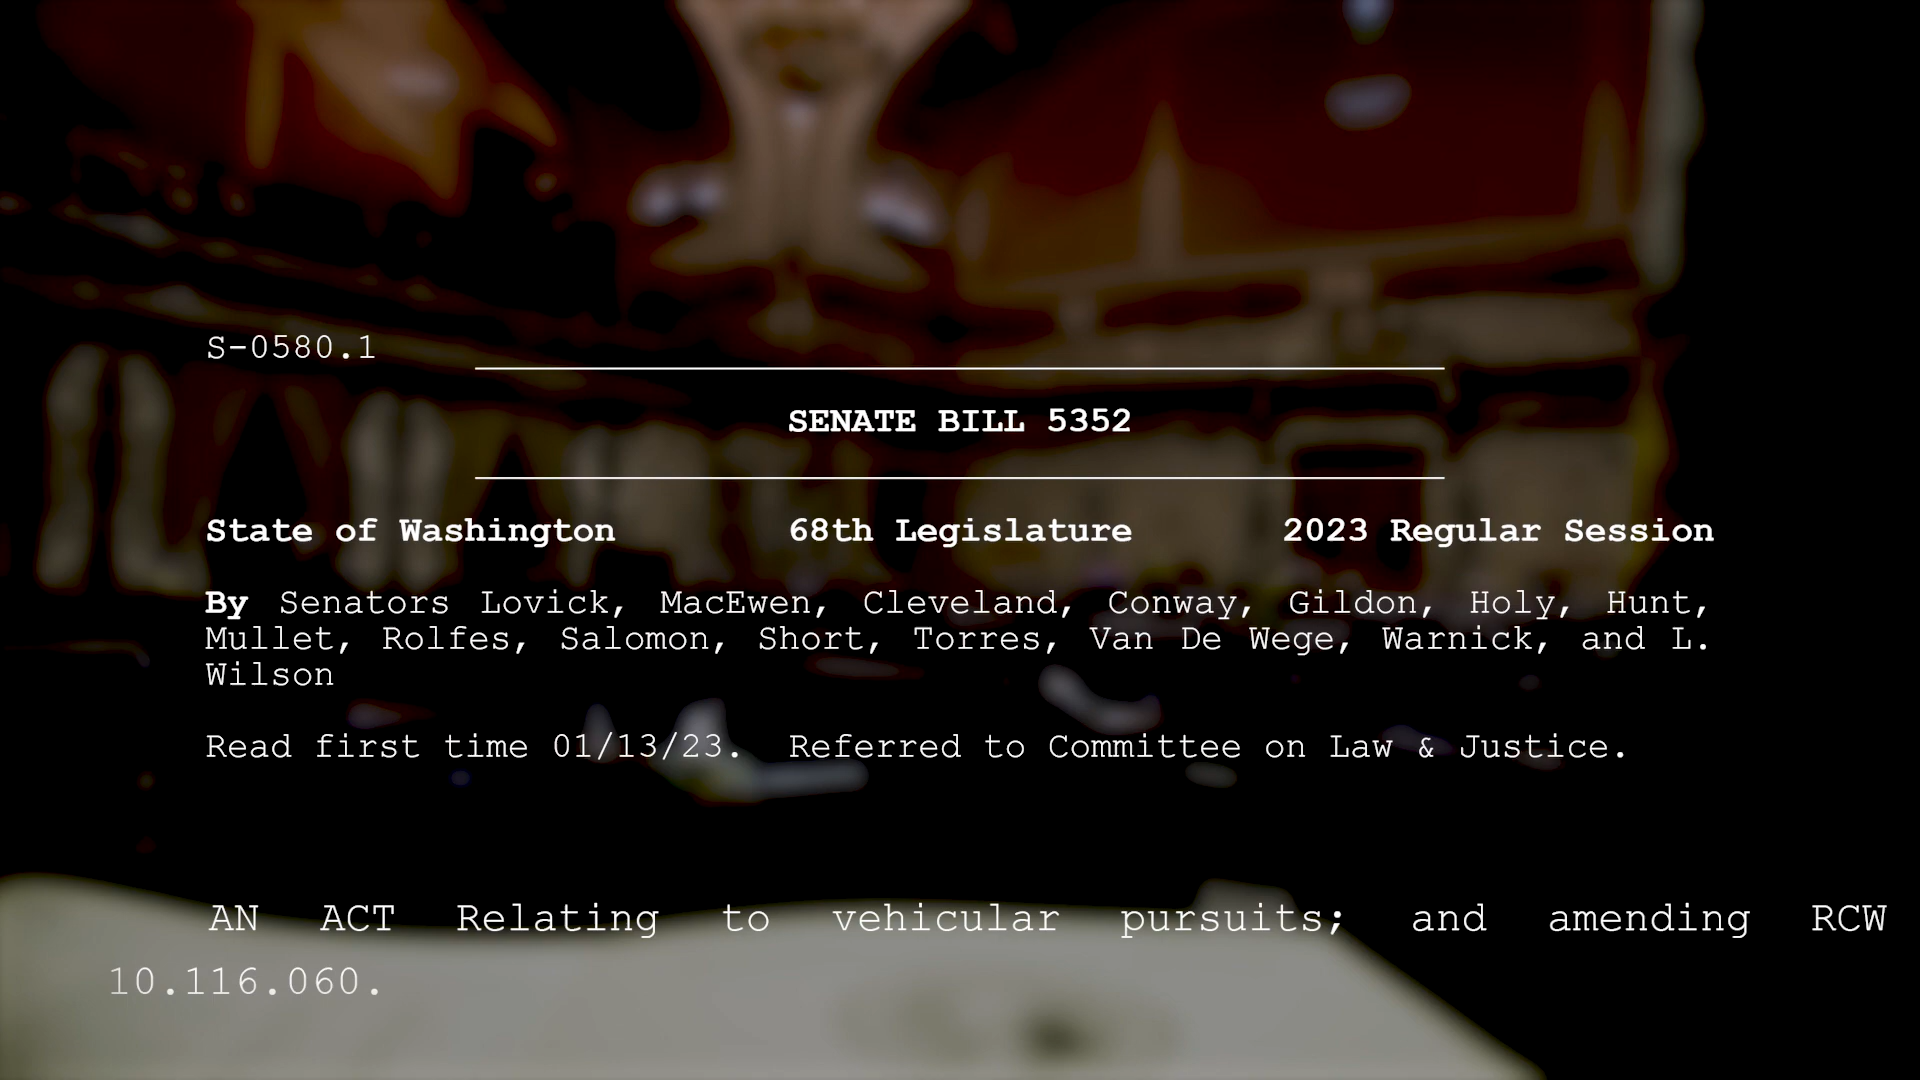 S-0580.1
SENATE BILL 5352
State of Washington 68th Legislature 2023 Regular Session
By Senators Lovick, MacEwen, Cleveland, Conway, Gildon, Holy, Hunt,
Mullet, Rolfes, Salomon, Short, Torres, Van De Wege, Warnick, and L.
Wilson
Read first time 01/13/23. Referred to Committee on Law & Justice.
AN ACT Relating to vehicular pursuits; and amending RCW
10.116.060.